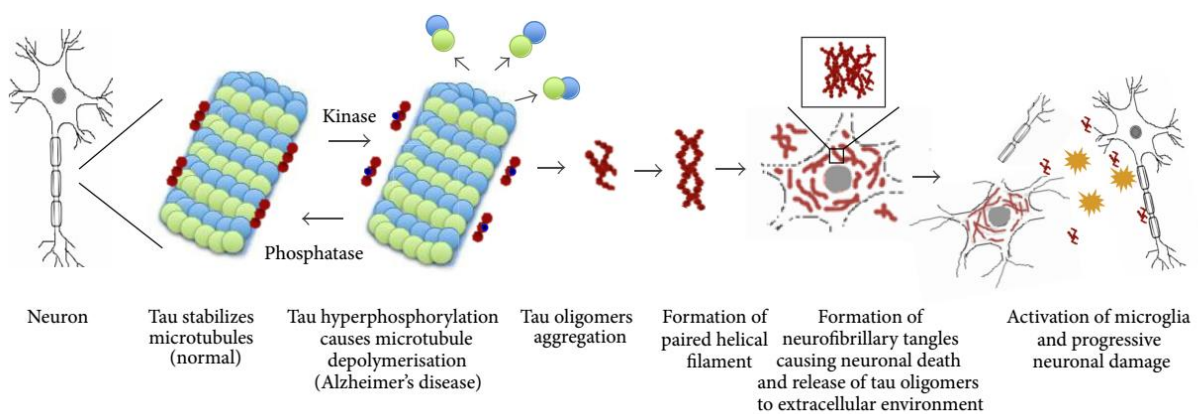 Kinase
Phosphatase
Neuron
Tau stabilizes
microtubules
(normal)
Tau hyperphosphorylation
causes microtubule
depolymerisation
(Alzheimer's disease)
Tau oligomers
aggregation
Formation of
paired helical
filament
Formation of
neurofibrillary tangles
causing neuronal death
and release of tau oligomers
to extracellular environment
Activation of microglia
and progressive
neuronal damage